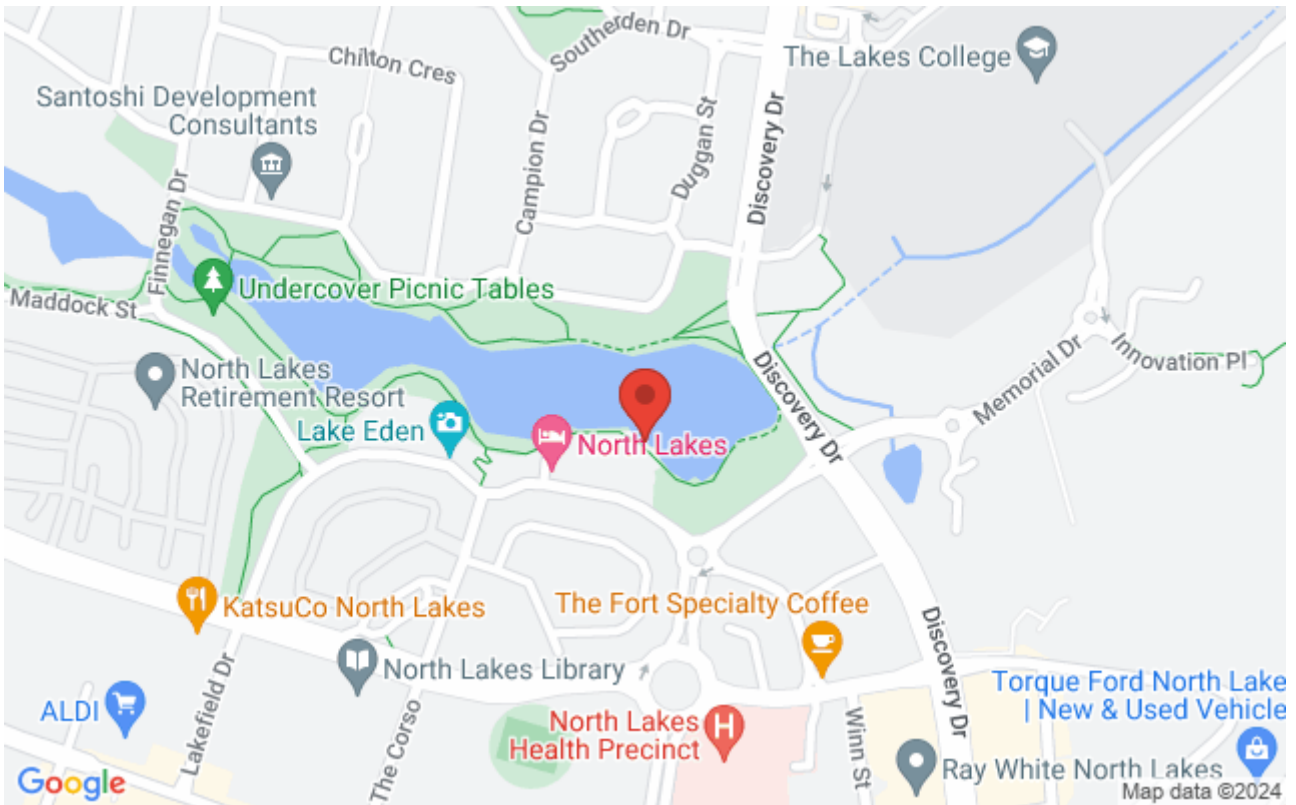 Southerden Dr
The Lakes College
Chilton Cres
Santoshi Development
Consultants
Discovery Dr
Duggan St
Campion Dr
Finnegan Dr
Undercover Picnic Tables
Maddock St
Memorial Dr
Innovation Pl
North Lakes
Retirement Resort
Discovery Dr
Lake Eden
North Lakes
KatsuCo North Lakes
The Fort Specialty Coffee
Discovery Dr
North Lakes Library
Lakefield Dr
The Corso
Torque Ford North Lake
| New & Used Vehicle
ALDI
North Lakes
Health Precinct
H
Winn St
Ray White North Lakes
Google
Map data ©2024